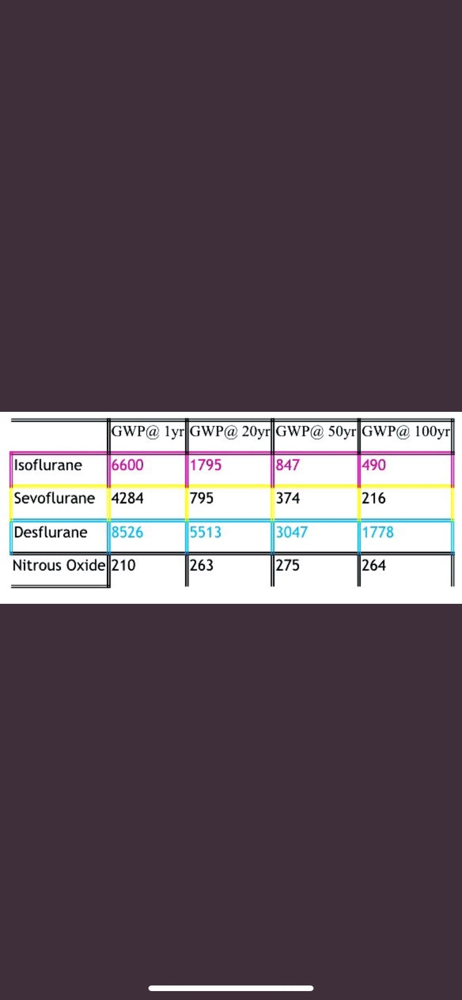 GWP@ 1yr GWP@ 20yr GWP@ 50yr GWP@ 100yr
Isoflurane 6600 1795 847 490
Sevoflurane 4284 795 374 216
Desflurane 8526 5513 3047 1778
Nitrous Oxide 210 263 275 264